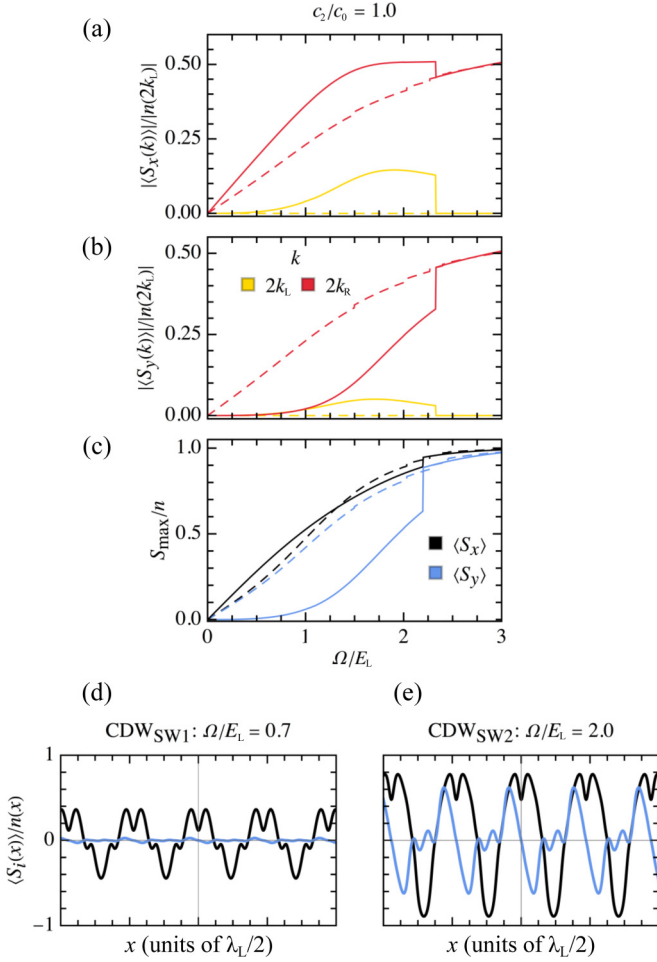 c₂/c₀ = 1.0
(a)
|⟨Sₓ(k)⟩|/|n(2k_L)|
0.50
0.25
0.00
(b)
|⟨S_y(k)⟩|/|n(2k_L)|
0.50
0.25
0.00
k
2k_L 2k_R
(c)
S_max/n
1.0
0.5
0.0
⟨Sₓ⟩
⟨S_y⟩
0 1 2 3
Ω/E_L
(d) (e)
CDW_SW1: Ω/E_L = 0.7 CDW_SW2: Ω/E_L = 2.0
⟨S_i(x)⟩/n(x)
1
0
−1
x (units of λ_L/2) x (units of λ_L/2)